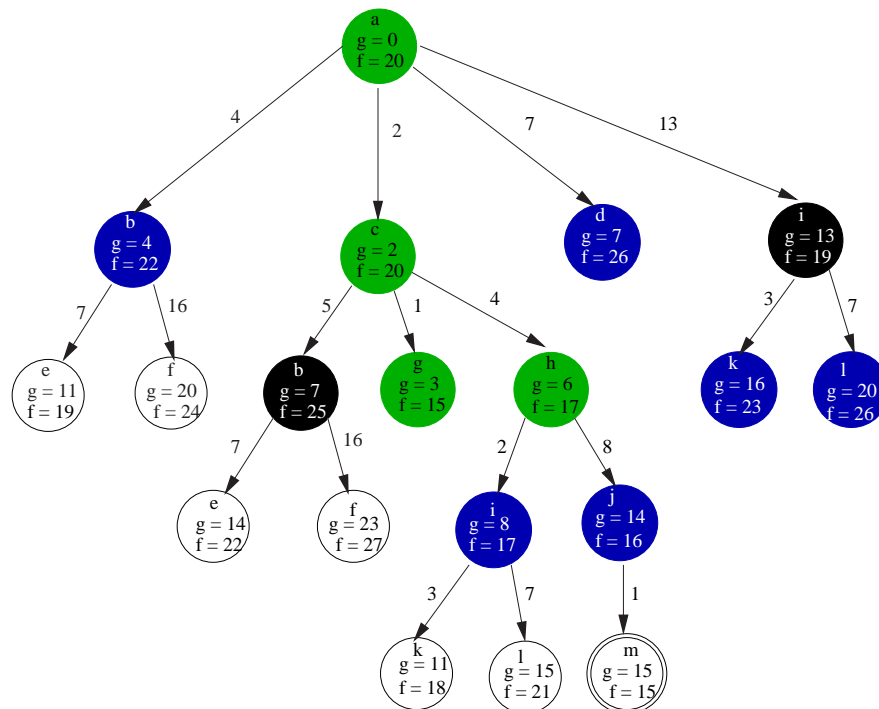 a
g = 0
f = 20
4
2
7
13
b
g = 4
f = 22
c
g = 2
f = 20
d
g = 7
f = 26
i
g = 13
f = 19
7
16
5
1
4
3
7
e
g = 11
f = 19
f
g = 20
f = 24
b
g = 7
f = 25
g
g = 3
f = 15
h
g = 6
f = 17
k
g = 16
f = 23
l
g = 20
f = 26
7
16
2
8
e
g = 14
f = 22
f
g = 23
f = 27
i
g = 8
f = 17
j
g = 14
f = 16
3
7
1
k
g = 11
f = 18
l
g = 15
f = 21
m
g = 15
f = 15